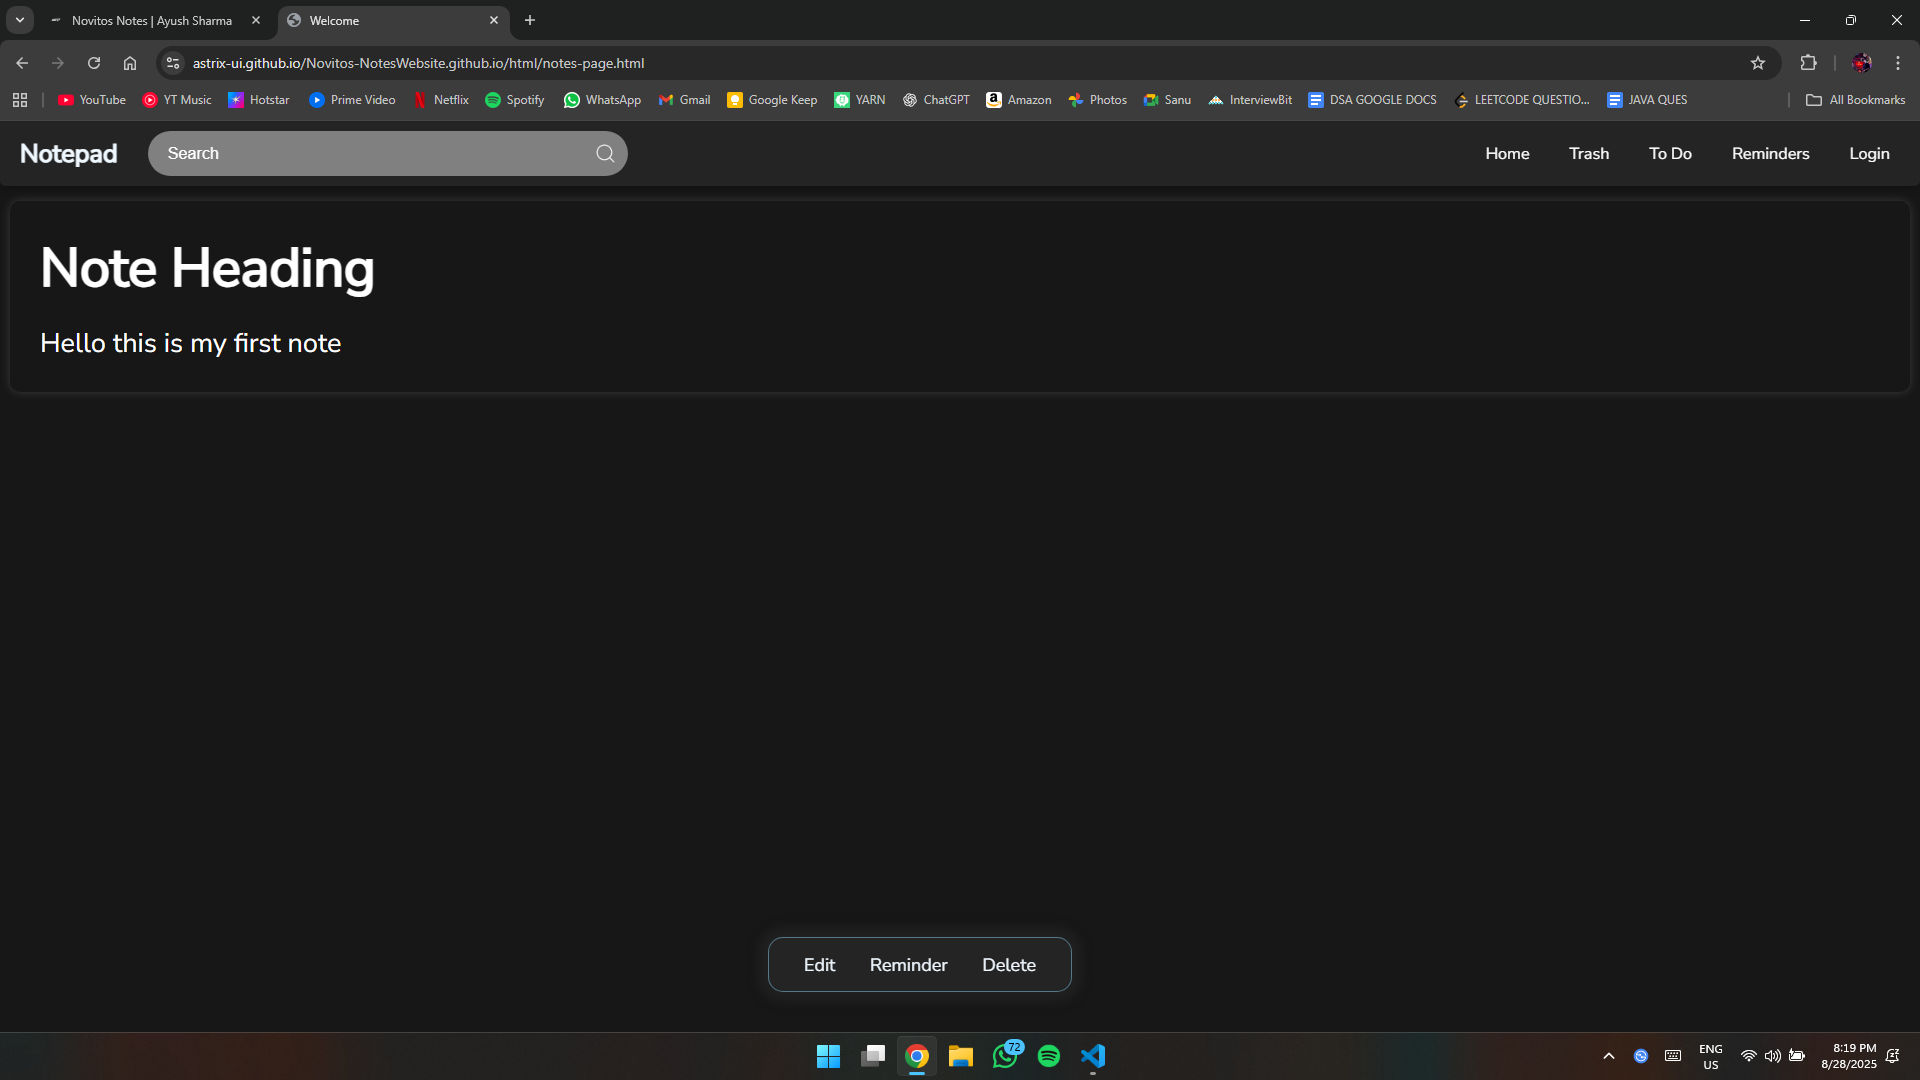 Novitos Notes | Ayush Sharma
Welcome
astrix-ui.github.io/Novitos-NotesWebsite.github.io/html/notes-page.html
YouTube YT Music Hotstar Prime Video Netflix Spotify WhatsApp Gmail Google Keep YARN ChatGPT Amazon Photos Sanu InterviewBit DSA GOOGLE DOCS LEETCODE QUESTIO... JAVA QUES All Bookmarks
Notepad Search Home Trash To Do Reminders Login
Note Heading
Hello this is my first note
Edit Reminder Delete
72
ENG
US
8:19 PM
8/28/2025